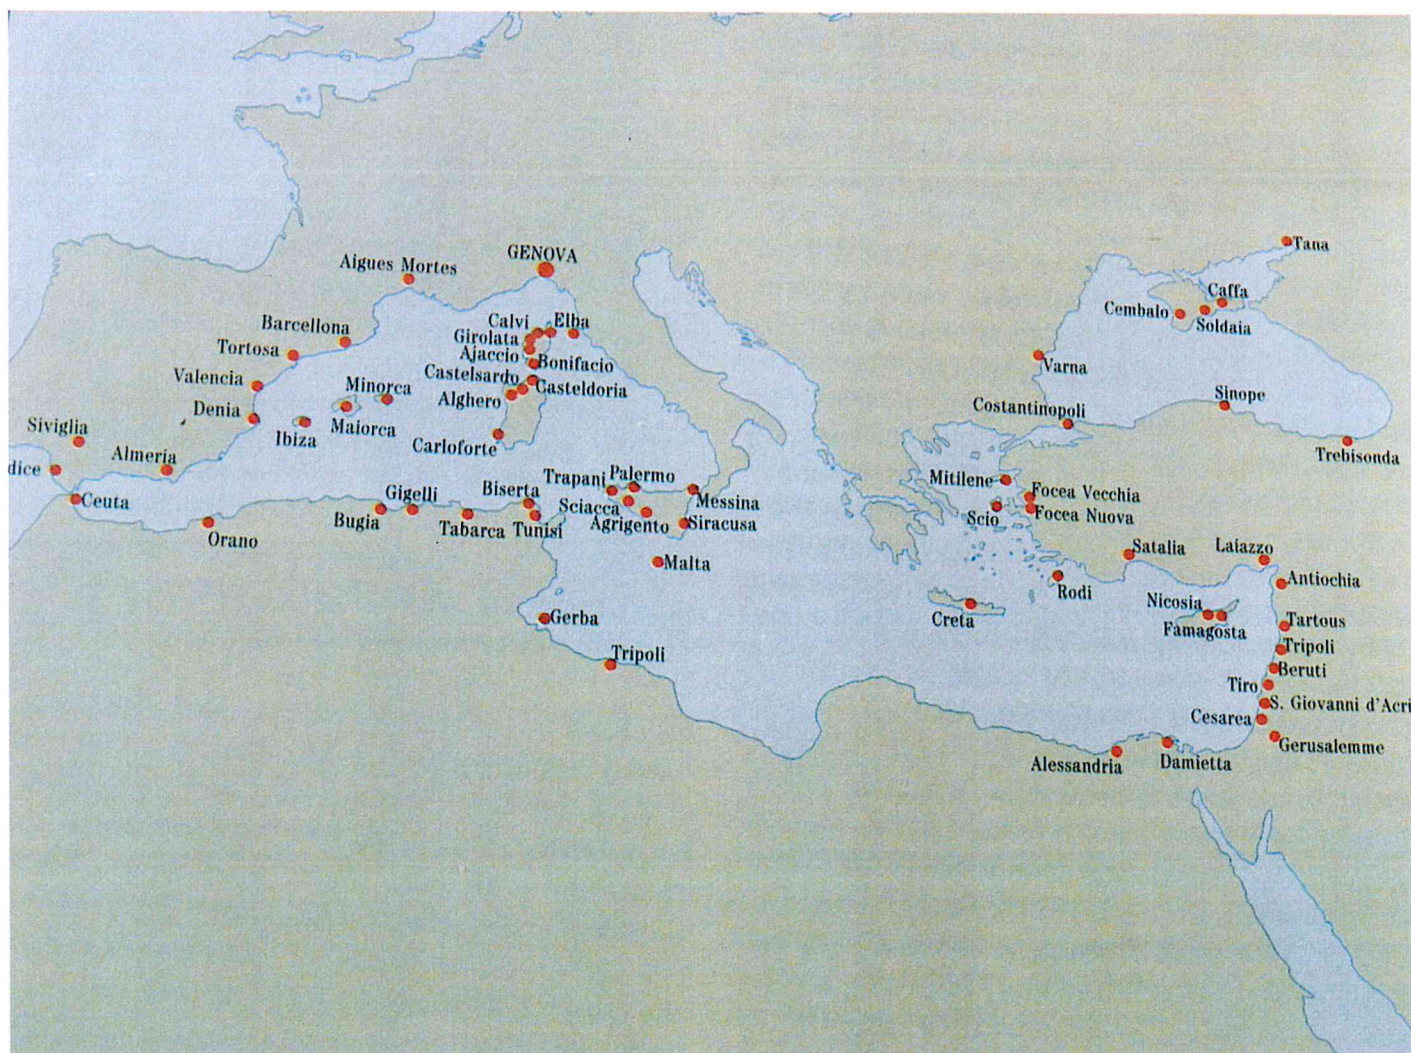 Tana
GENOVA
Aigues Mortes
Caffa
Cembalo
Soldaia
Barcellona
Calvi
Elba
Girolata
Tortosa
Ajaccio
Bonifacio
Varna
Castelsardo
Valencia
Minorca
Casteldoria
Alghero
Sinope
Denia
Costantinopoli
Maiorca
Siviglia
Ibiza
Carloforte
Trebisonda
Almeria
dice
Trapani
Palermo
Mitilene
Ceuta
Gigelli
Biserta
Messina
Focea Vecchia
Sciacca
Scio
Focea Nuova
Bugia
Tabarca
Tunisi
Agrigento
Siracusa
Orano
Satalia
Laiazzo
Malta
Antiochia
Rodi
Nicosia
Gerba
Creta
Famagosta
Tartous
Tripoli
Tripoli
Beruti
Tiro
S. Giovanni d'Acri
Cesarea
Gerusalemme
Alessandria
Damietta